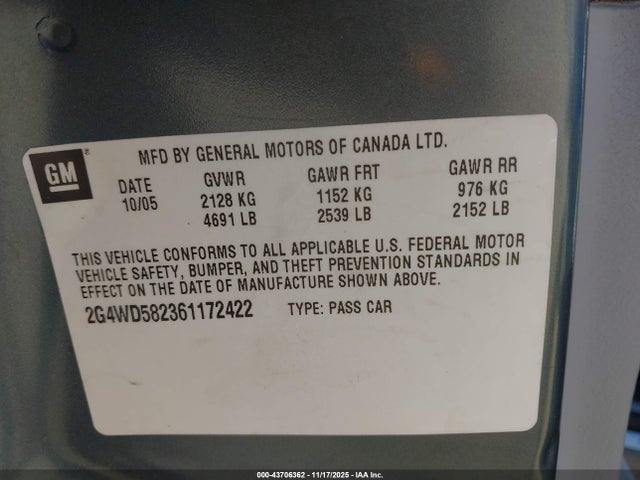 GM
MFD BY GENERAL MOTORS OF CANADA LTD.
DATE GVWR GAWR FRT GAWR RR
10/05 2128 KG 1152 KG 976 KG
4691 LB 2539 LB 2152 LB
THIS VEHICLE CONFORMS TO ALL APPLICABLE U.S. FEDERAL MOTOR
VEHICLE SAFETY, BUMPER, AND THEFT PREVENTION STANDARDS IN
EFFECT ON THE DATE OF MANUFACTURE SHOWN ABOVE.
2G4WD582361172422 TYPE: PASS CAR
000-43706362 - 11/17/2025 - IAA Inc.